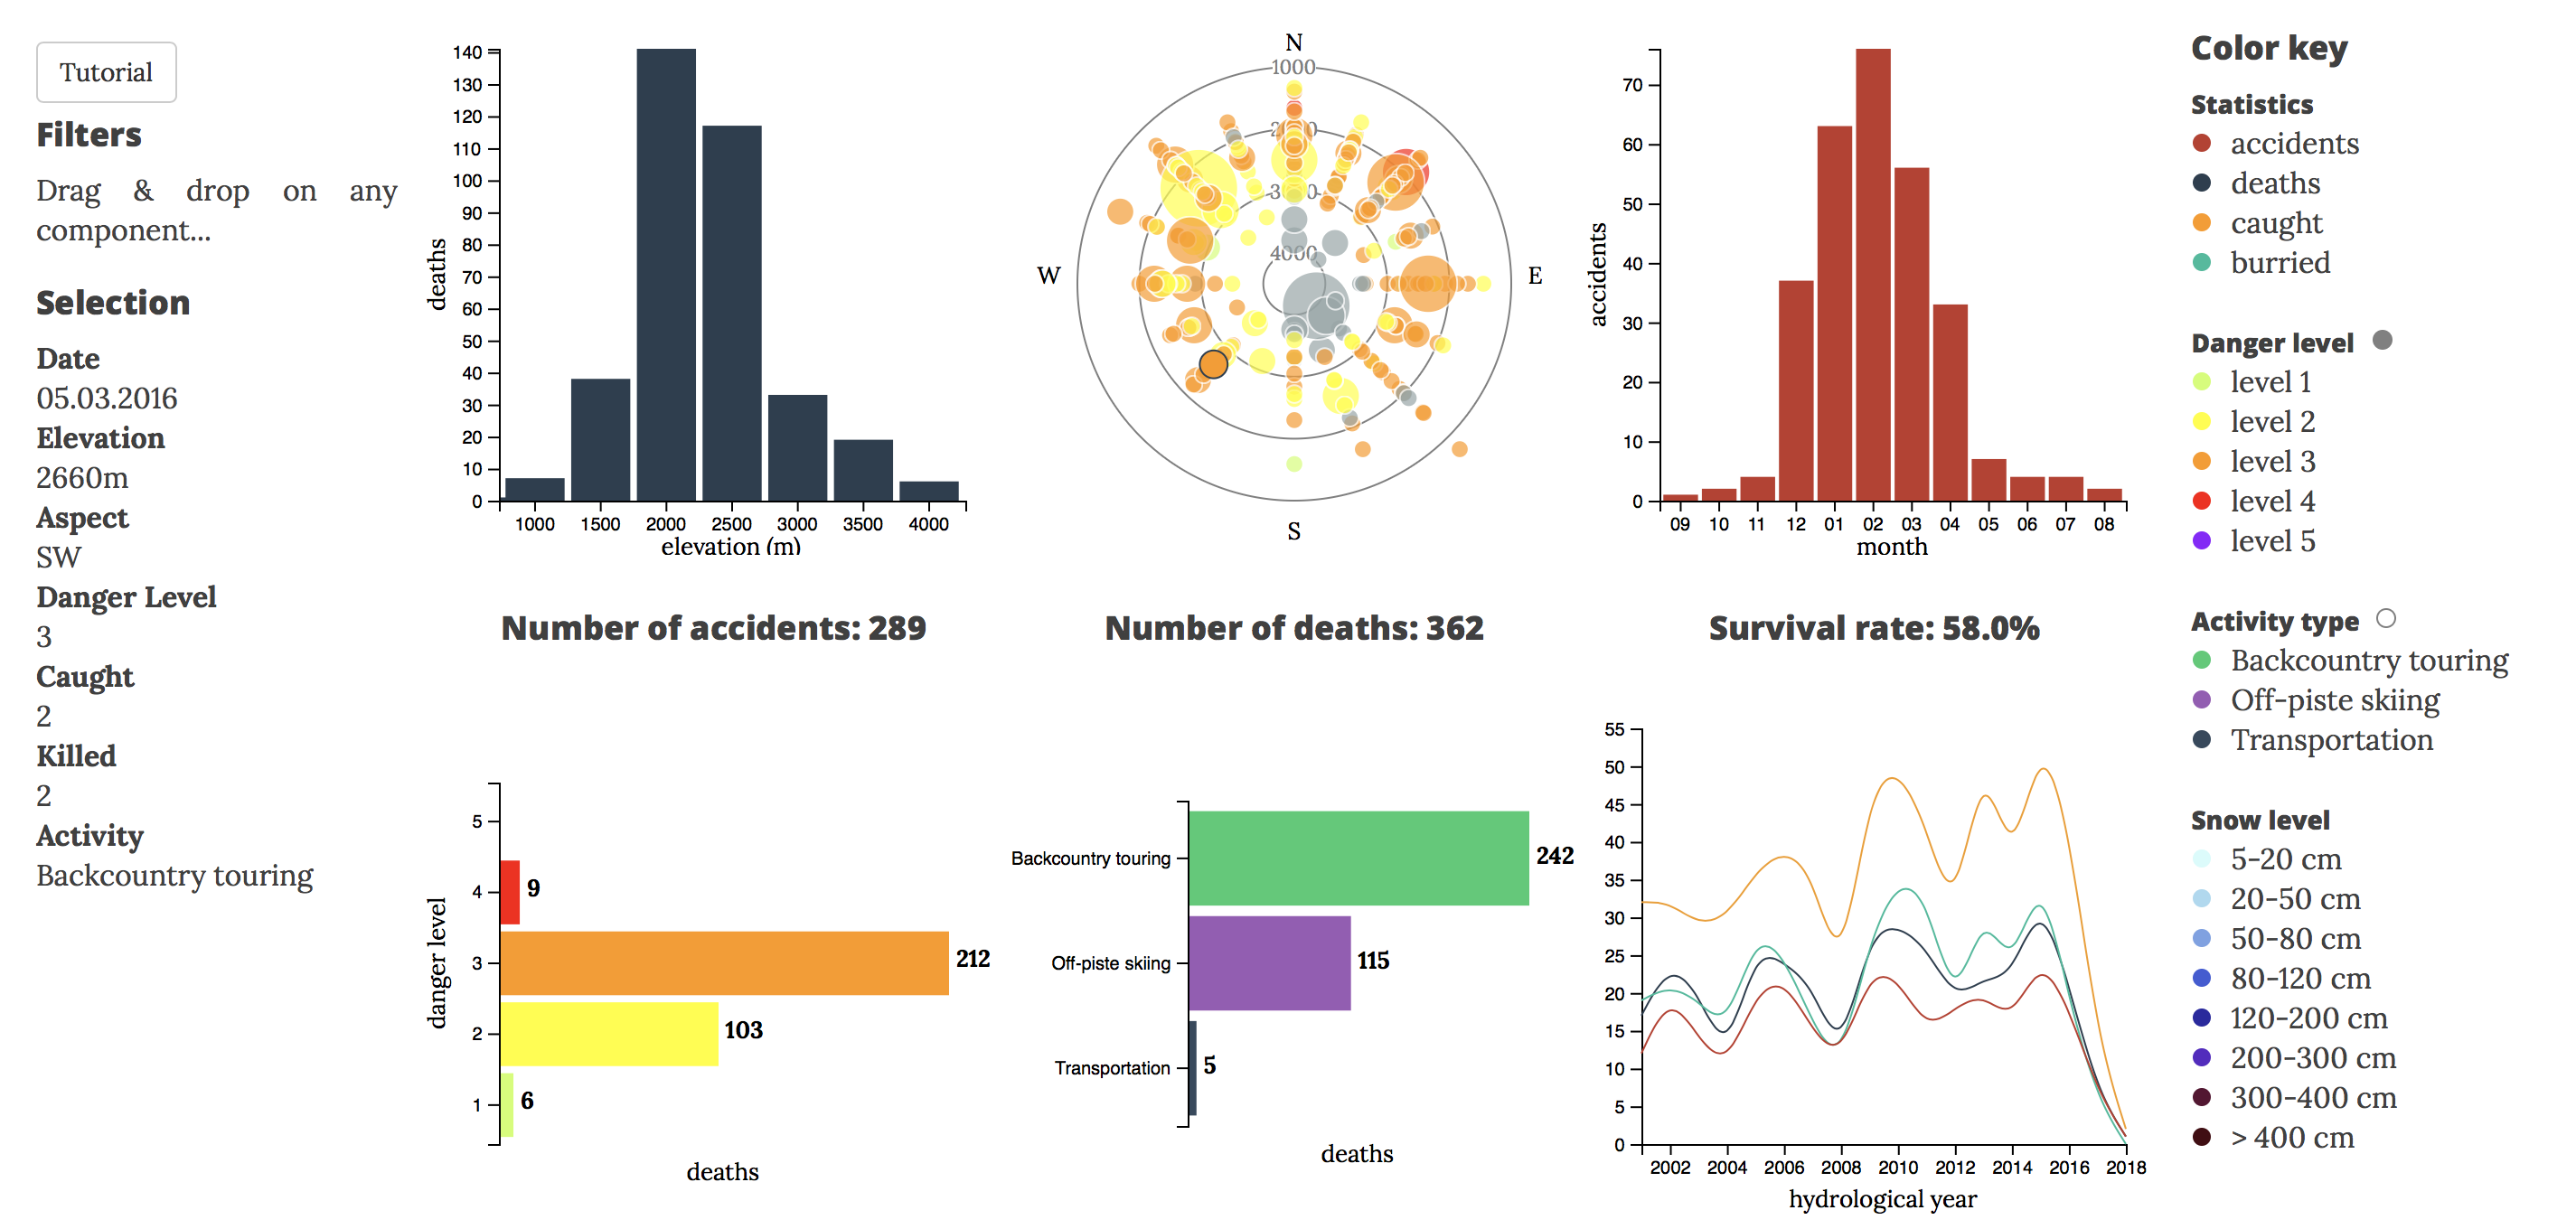 Tutorial
Filters
Drag & drop on any
component...
Selection
Date
05.03.2016
Elevation
2660m
Aspect
SW
Danger Level
3
Caught
2
Killed
2
Activity
Backcountry touring
140
130
120
110
100
90
80
70
60
50
40
30
20
10
0
deaths
1000 1500 2000 2500 3000 3500 4000
elevation (m)
N
1000
4000
W
E
S
70
60
50
40
30
20
10
0
accidents
09 10 11 12 01 02 03 04 05 06 07 08
month
Number of accidents: 289
Number of deaths: 362
Survival rate: 58.0%
danger level
5
4 9
3 212
2 103
1 6
deaths
Backcountry touring 242
Off-piste skiing 115
Transportation 5
deaths
55
50
45
40
35
30
25
20
15
10
5
0
2002 2004 2006 2008 2010 2012 2014 2016 2018
hydrological year
Color key
Statistics
accidents
deaths
caught
burried
Danger level
level 1
level 2
level 3
level 4
level 5
Activity type
Backcountry touring
Off-piste skiing
Transportation
Snow level
5-20 cm
20-50 cm
50-80 cm
80-120 cm
120-200 cm
200-300 cm
300-400 cm
> 400 cm